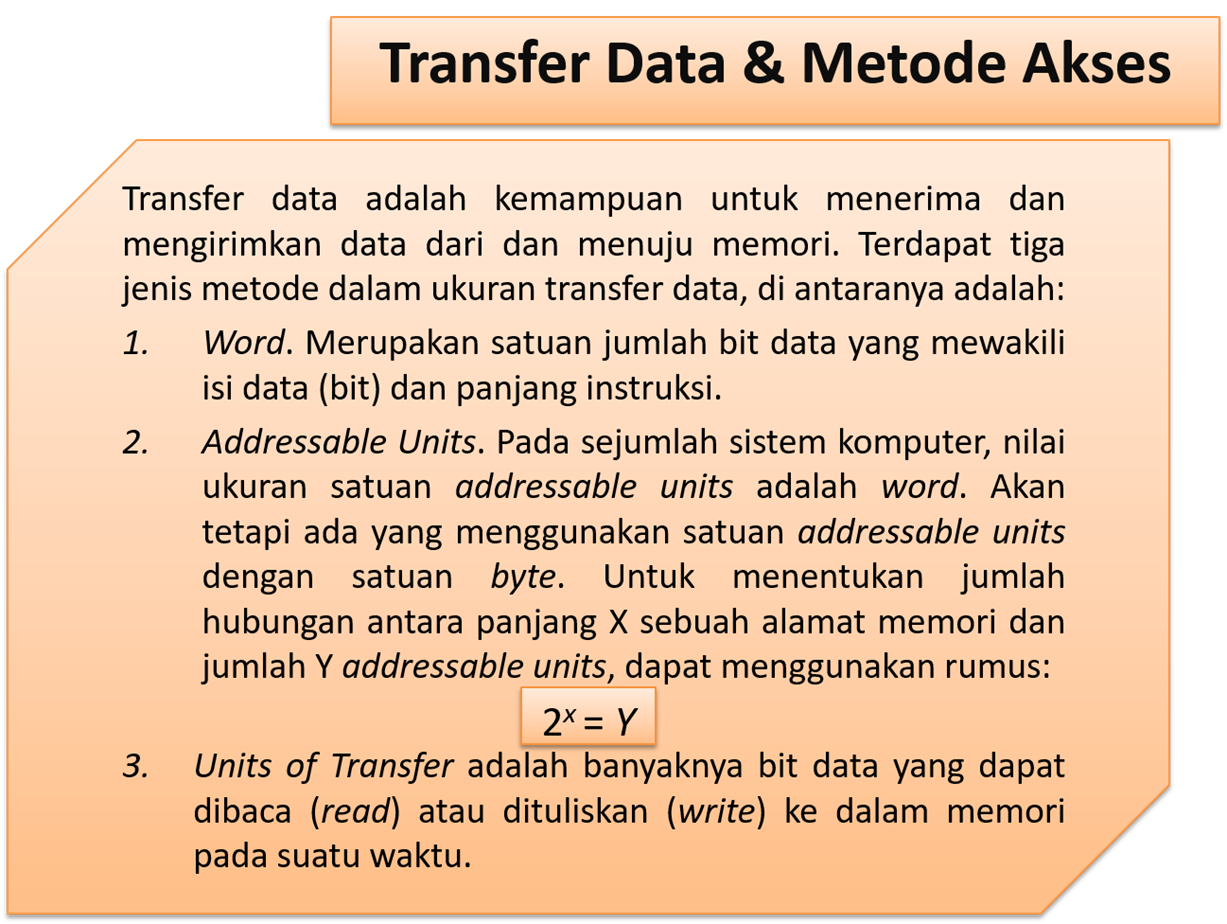 Transfer Data & Metode Akses
Transfer data adalah kemampuan untuk menerima dan
mengirimkan data dari dan menuju memori. Terdapat tiga
jenis metode dalam ukuran transfer data, di antaranya adalah:
1. Word. Merupakan satuan jumlah bit data yang mewakili
isi data (bit) dan panjang instruksi.
2. Addressable Units. Pada sejumlah sistem komputer, nilai
ukuran satuan addressable units adalah word. Akan
tetapi ada yang menggunakan satuan addressable units
dengan satuan byte. Untuk menentukan jumlah
hubungan antara panjang X sebuah alamat memori dan
jumlah Y addressable units, dapat menggunakan rumus:
2ˣ = Y
3. Units of Transfer adalah banyaknya bit data yang dapat
dibaca (read) atau dituliskan (write) ke dalam memori
pada suatu waktu.